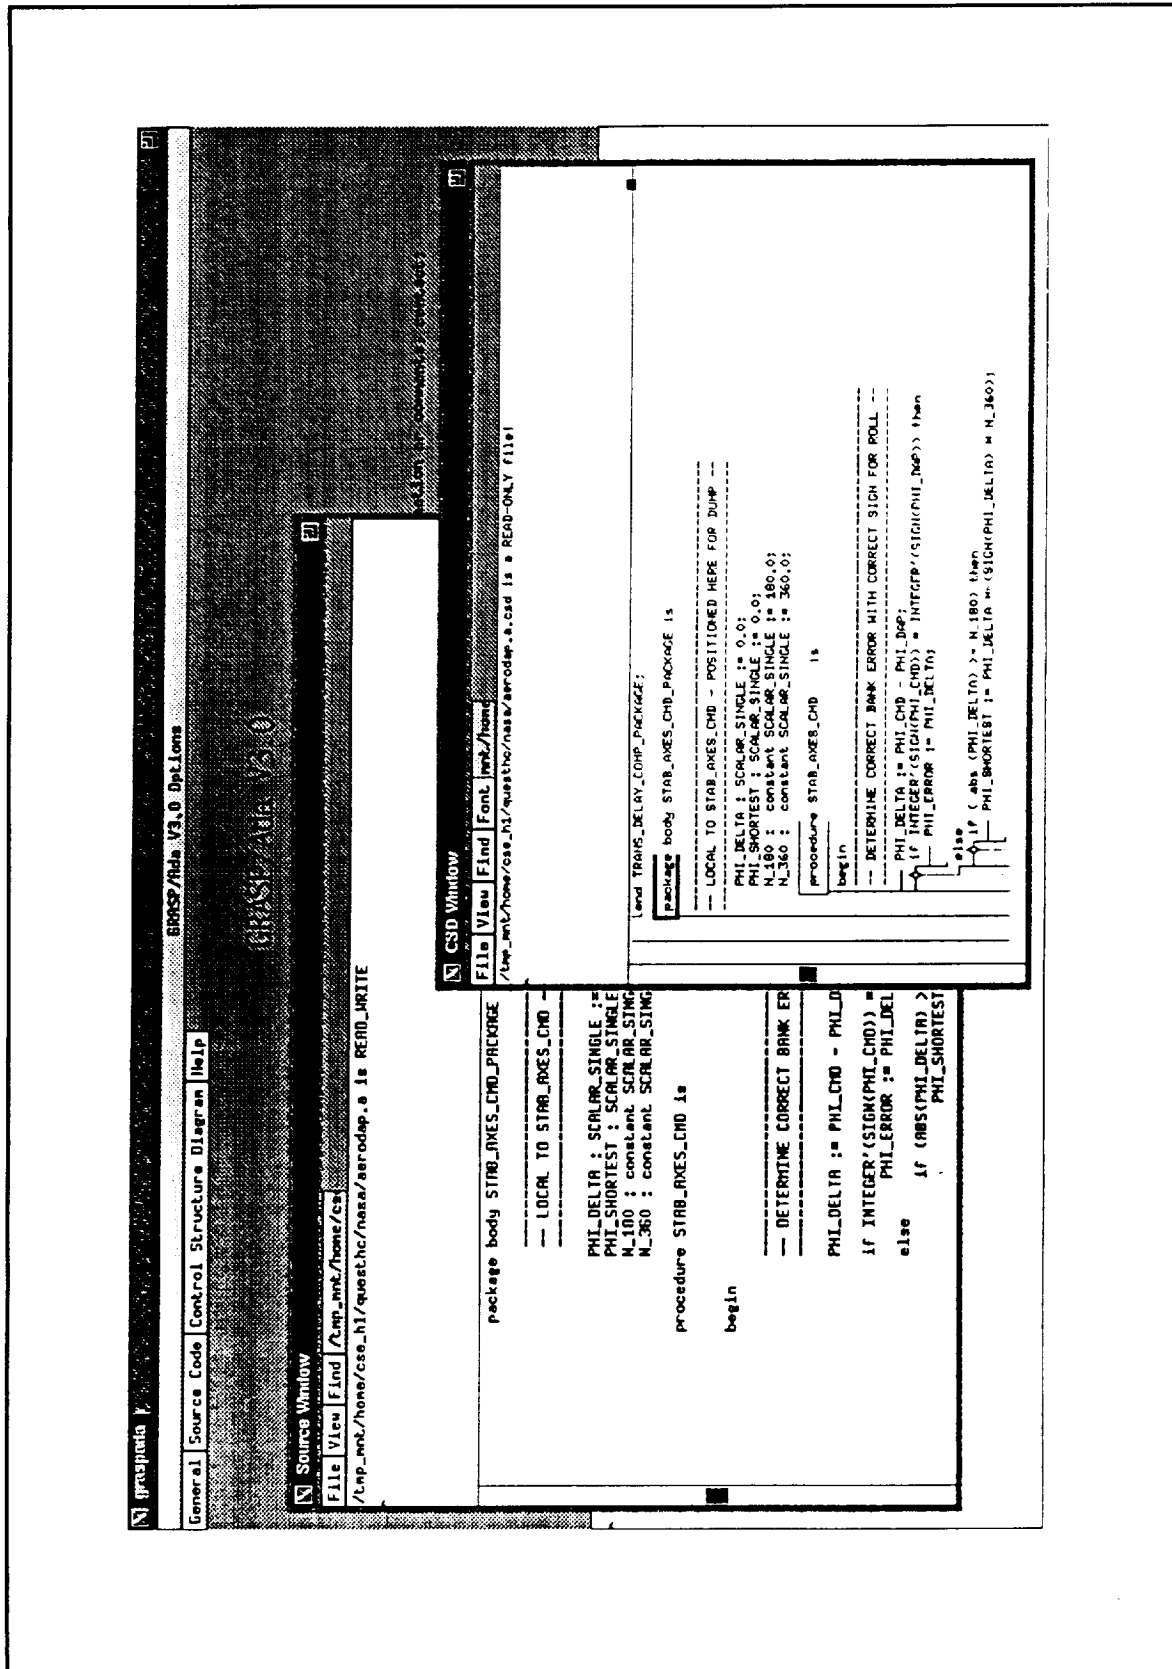 graspada
GRASP/Ada V3.0 Options
General Source Code Control Structure Diagram Help
GRASP/Ada V3.0
Source Window
File View Find /tmp_mnt/home/cse
/tmp_mnt/home/cse_h1/questhc/nasa/aerodap.a is READ_WRITE
package body STAB_AXES_CMD_PACKAGE
------------------------------
-- LOCAL TO STAB_AXES_CMD -
------------------------------
PHI_DELTA : SCALAR_SINGLE :=
PHI_SHORTEST : SCALAR_SINGLE
N_180 : constant SCALAR_SING
N_360 : constant SCALAR_SING
procedure STAB_AXES_CMD is
begin
------------------------------
-- DETERMINE CORRECT BANK ER
------------------------------
PHI_DELTA := PHI_CMD - PHI_D
if INTEGER'(SIGN(PHI_CMD)) =
PHI_ERROR := PHI_DEL
else
if (ABS(PHI_DELTA) >
PHI_SHORTEST
CSD Window
File View Find Font mnt/home
/tmp_mnt/home/cse_h1/questhc/nasa/aerodap.a.csd is a READ-ONLY file!
end TRANS_DELAY_COMP_PACKAGE;
package body STAB_AXES_CMD_PACKAGE is
--------------------------------------------------
-- LOCAL TO STAB_AXES_CMD - POSITIONED HERE FOR DUMP --
--------------------------------------------------
PHI_DELTA : SCALAR_SINGLE := 0.0;
PHI_SHORTEST : SCALAR_SINGLE := 0.0;
N_180 : constant SCALAR_SINGLE := 180.0;
N_360 : constant SCALAR_SINGLE := 360.0;
procedure STAB_AXES_CMD is
begin
--------------------------------------------------
-- DETERMINE CORRECT BANK ERROR WITH CORRECT SIGN FOR ROLL --
--------------------------------------------------
PHI_DELTA := PHI_CMD - PHI_DAP;
if INTEGER'(SIGN(PHI_CMD)) = INTEGER'(SIGN(PHI_DAP)) then
PHI_ERROR := PHI_DELTA;
else
if ( abs (PHI_DELTA) >= N_180) then
PHI_SHORTEST := PHI_DELTA - (SIGN(PHI_DELTA) * N_360);